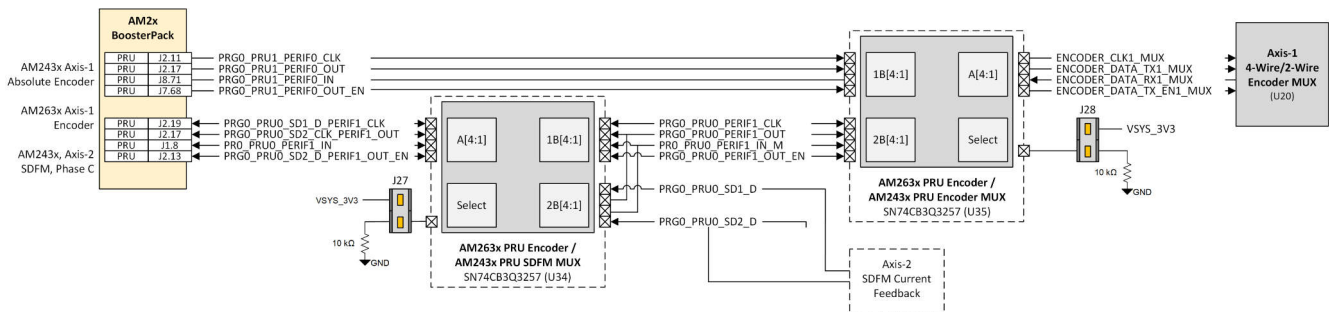 AM2x
BoosterPack
AM243x Axis-1
Absolute Encoder
PRU J2.11 PRG0_PRU1_PERIF0_CLK
PRU J2.17 PRG0_PRU1_PERIF0_OUT
PRU J8.71 PRG0_PRU1_PERIF0_IN
PRU J7.68 PRG0_PRU1_PERIF0_OUT_EN
AM263x Axis-1
Encoder
AM243x, Axis-2
SDFM, Phase C
PRU J2.19 PRG0_PRU0_SD1_D_PERIF1_CLK
PRU J2.17 PRG0_PRU0_SD2_CLK_PERIF1_OUT
PRU J1.8 PR0_PRU0_PERIF1_IN
PRU J2.13 PRG0_PRU0_SD2_D_PERIF1_OUT_EN
J27
VSYS_3V3
10 kΩ
GND
A[4:1]
1B[4:1]
Select
2B[4:1]
AM263x PRU Encoder /
AM243x PRU SDFM MUX
SN74CB3Q3257 (U34)
PRG0_PRU0_PERIF1_CLK
PRG0_PRU0_PERIF1_OUT
PR0_PRU0_PERIF1_IN_M
PRG0_PRU0_PERIF1_OUT_EN
PRG0_PRU0_SD1_D
PRG0_PRU0_SD2_D
Axis-2
SDFM Current
Feedback
1B[4:1]
A[4:1]
2B[4:1]
Select
AM263x PRU Encoder /
AM243x PRU Encoder MUX
SN74CB3Q3257 (U35)
ENCODER_CLK1_MUX
ENCODER_DATA_TX1_MUX
ENCODER_DATA_RX1_MUX
ENCODER_DATA_TX_EN1_MUX
J28
VSYS_3V3
10 kΩ
GND
Axis-1
4-Wire/2-Wire
Encoder MUX
(U20)